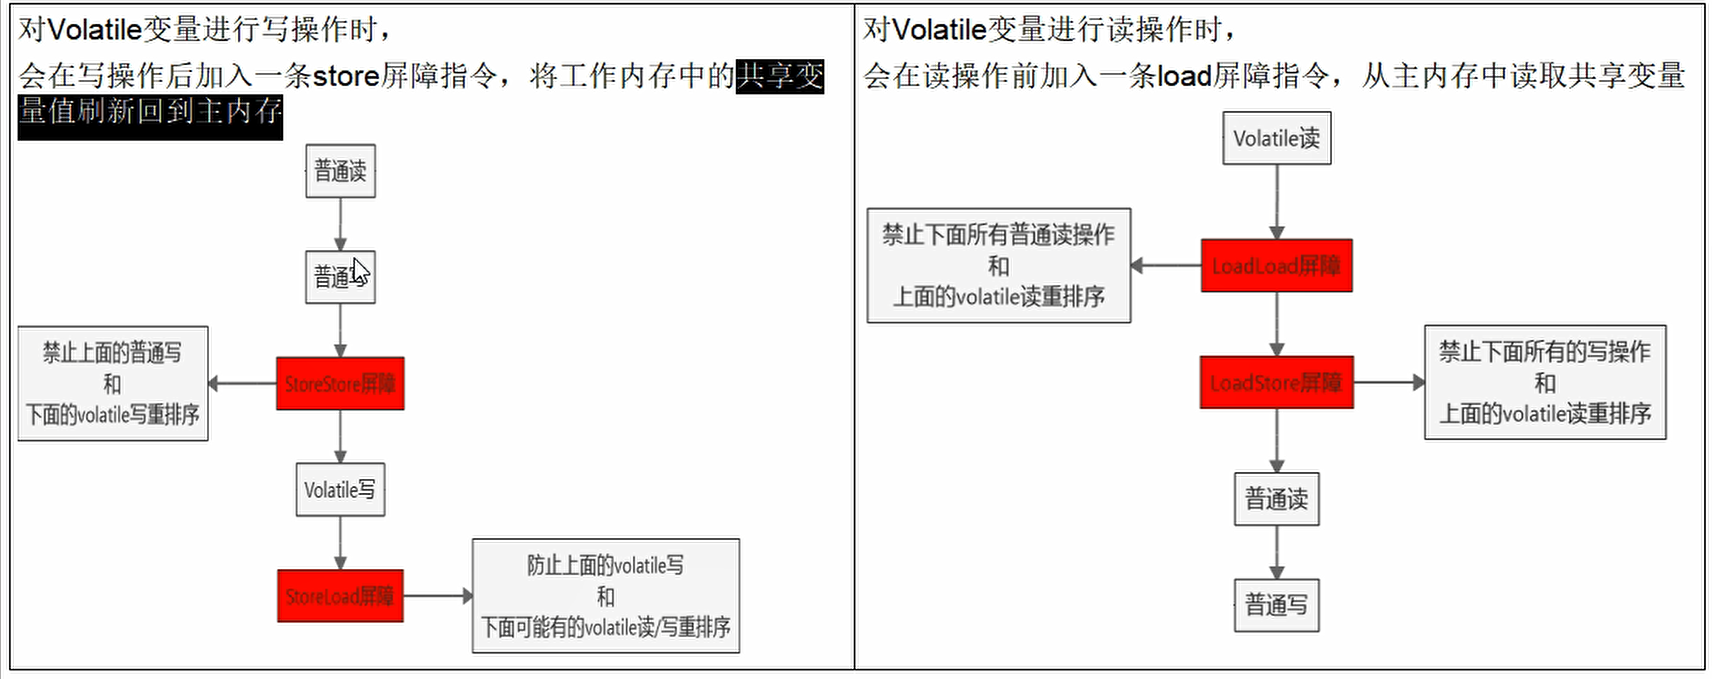 对Volatile变量进行写操作时，
会在写操作后加入一条store屏障指令，将工作内存中的共享变
量值刷新回到主内存
普通读
普通写
StoreStore屏障
禁止上面的普通写
和
下面的volatile写重排序
Volatile写
StoreLoad屏障
防止上面的volatile写
和
下面可能有的volatile读/写重排序
对Volatile变量进行读操作时，
会在读操作前加入一条load屏障指令，从主内存中读取共享变量
Volatile读
LoadLoad屏障
禁止下面所有普通读操作
和
上面的volatile读重排序
LoadStore屏障
禁止下面所有的写操作
和
上面的volatile读重排序
普通读
普通写